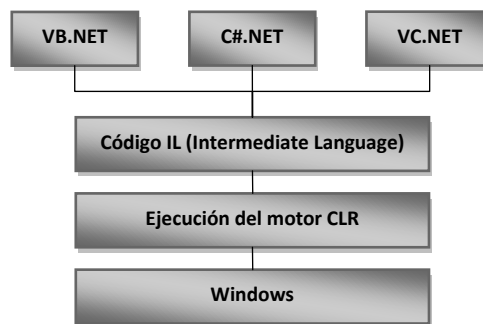 VB.NET
C#.NET
VC.NET
Código IL (Intermediate Language)
Ejecución del motor CLR
Windows